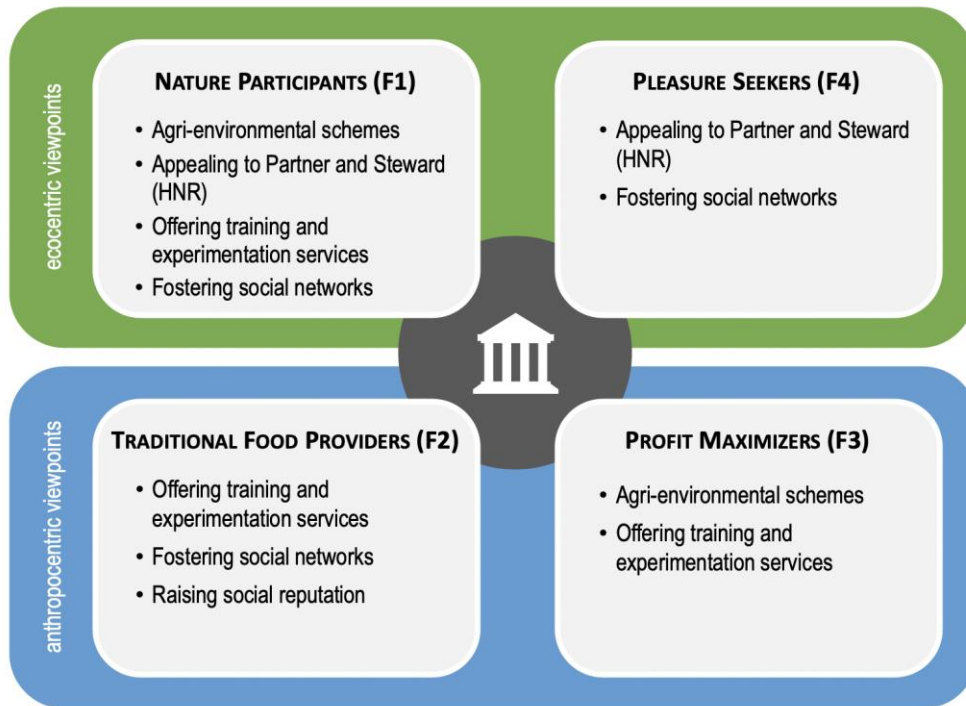 ecocentric viewpoints
NATURE PARTICIPANTS (F1)
• Agri-environmental schemes
• Appealing to Partner and Steward
(HNR)
• Offering training and
experimentation services
• Fostering social networks
PLEASURE SEEKERS (F4)
• Appealing to Partner and Steward
(HNR)
• Fostering social networks
anthropocentric viewpoints
TRADITIONAL FOOD PROVIDERS (F2)
• Offering training and
experimentation services
• Fostering social networks
• Raising social reputation
PROFIT MAXIMIZERS (F3)
• Agri-environmental schemes
• Offering training and
experimentation services